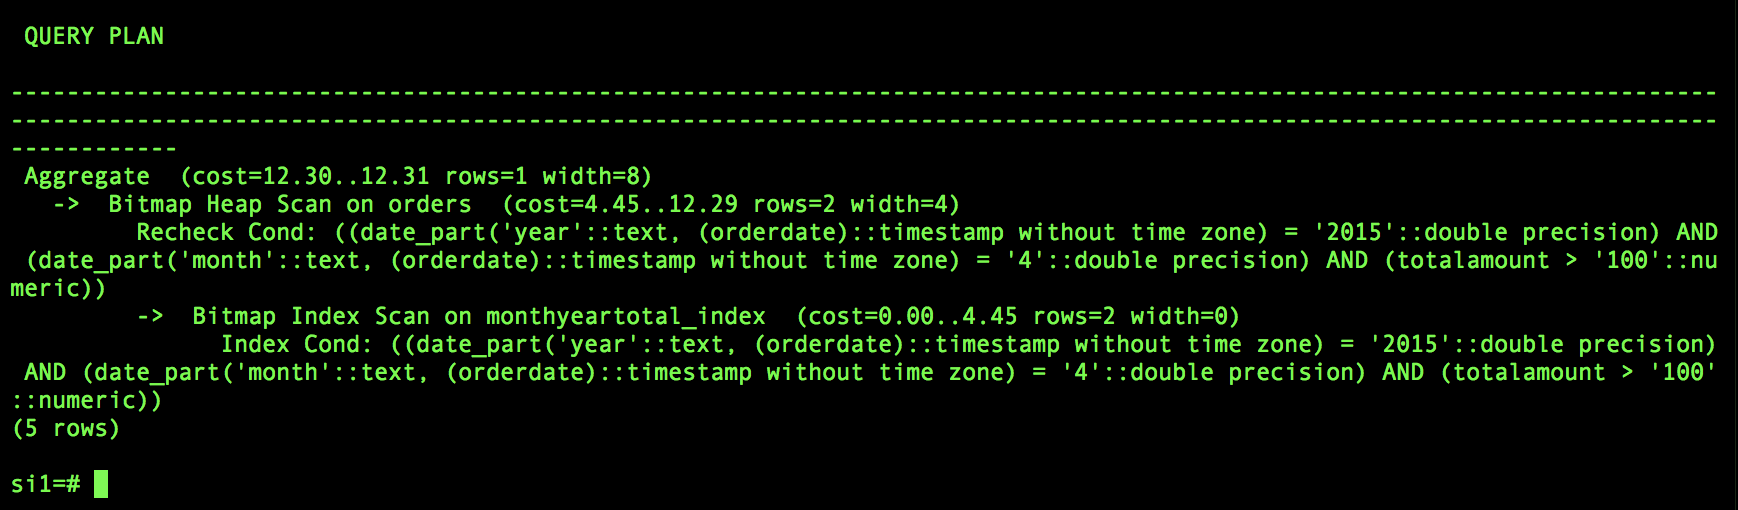 QUERY PLAN
--------------------------------------------------------------------------------------------------------------------------
--------------------------------------------------------------------------------------------------------------------------
------------
Aggregate  (cost=12.30..12.31 rows=1 width=8)
  ->  Bitmap Heap Scan on orders  (cost=4.45..12.29 rows=2 width=4)
        Recheck Cond: ((date_part('year'::text, (orderdate)::timestamp without time zone) = '2015'::double precision) AND
(date_part('month'::text, (orderdate)::timestamp without time zone) = '4'::double precision) AND (totalamount > '100'::nu
meric))
        ->  Bitmap Index Scan on monthyeartotal_index  (cost=0.00..4.45 rows=2 width=0)
              Index Cond: ((date_part('year'::text, (orderdate)::timestamp without time zone) = '2015'::double precision)
AND (date_part('month'::text, (orderdate)::timestamp without time zone) = '4'::double precision) AND (totalamount > '100'
::numeric))
(5 rows)
si1=#